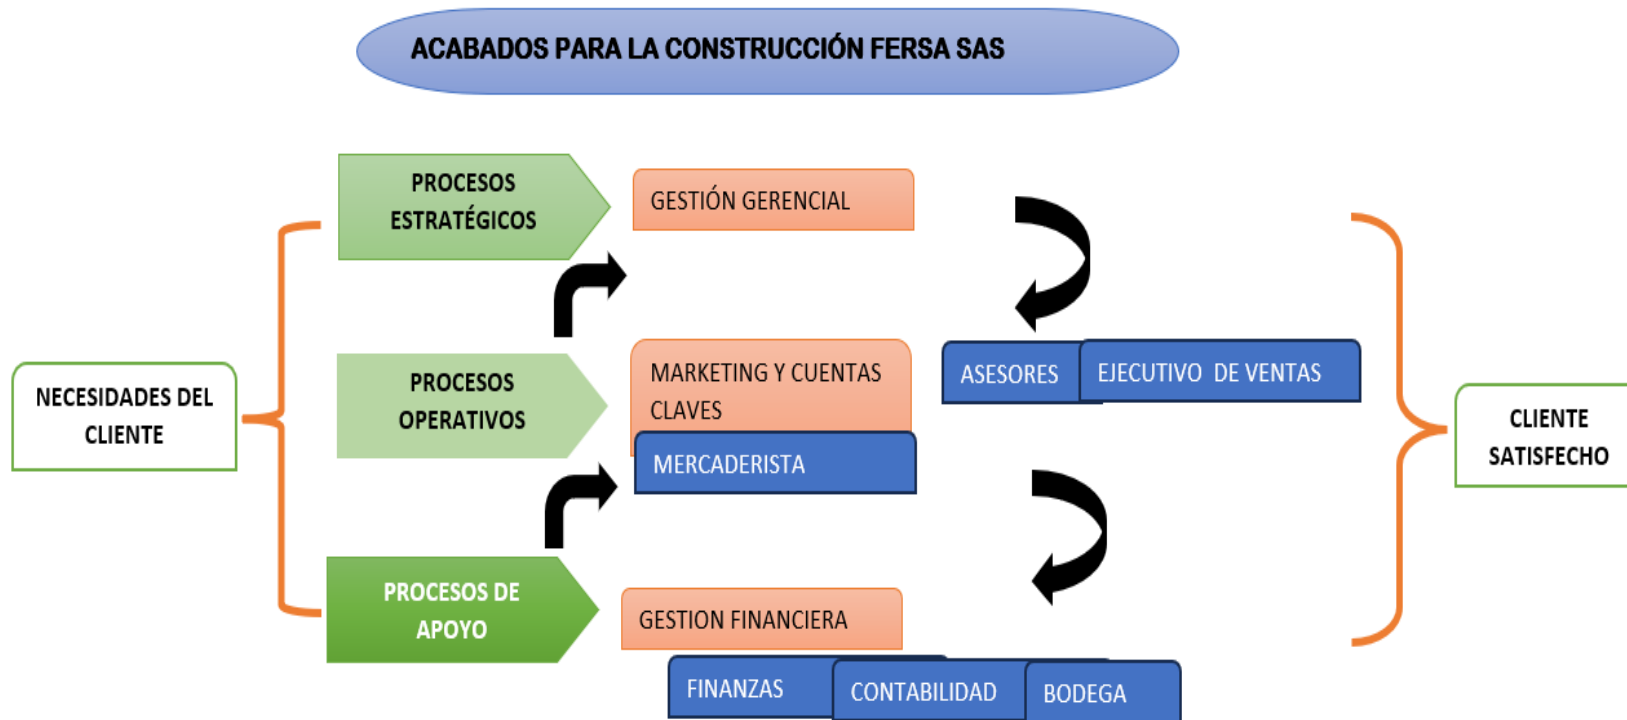 ACABADOS PARA LA CONSTRUCCIÓN FERSA SAS
PROCESOS
ESTRATÉGICOS
GESTIÓN GERENCIAL
NECESIDADES DEL
CLIENTE
PROCESOS
OPERATIVOS
MARKETING Y CUENTAS
CLAVES
MERCADERISTA
ASESORES
EJECUTIVO DE VENTAS
CLIENTE
SATISFECHO
PROCESOS DE
APOYO
GESTION FINANCIERA
FINANZAS
CONTABILIDAD
BODEGA